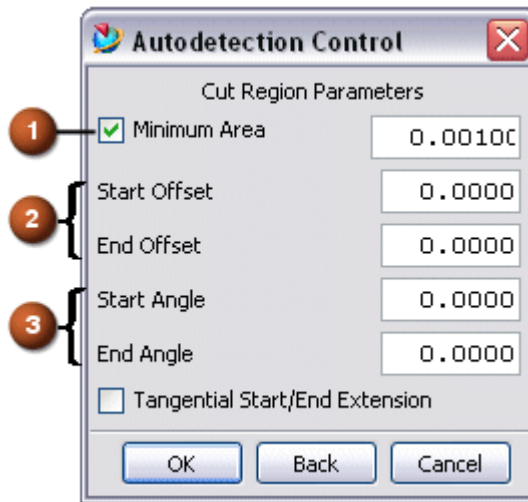 Autodetection Control
Cut Region Parameters
1 Minimum Area 0.00100
2 Start Offset 0.0000
End Offset 0.0000
3 Start Angle 0.0000
End Angle 0.0000
Tangential Start/End Extension
OK Back Cancel